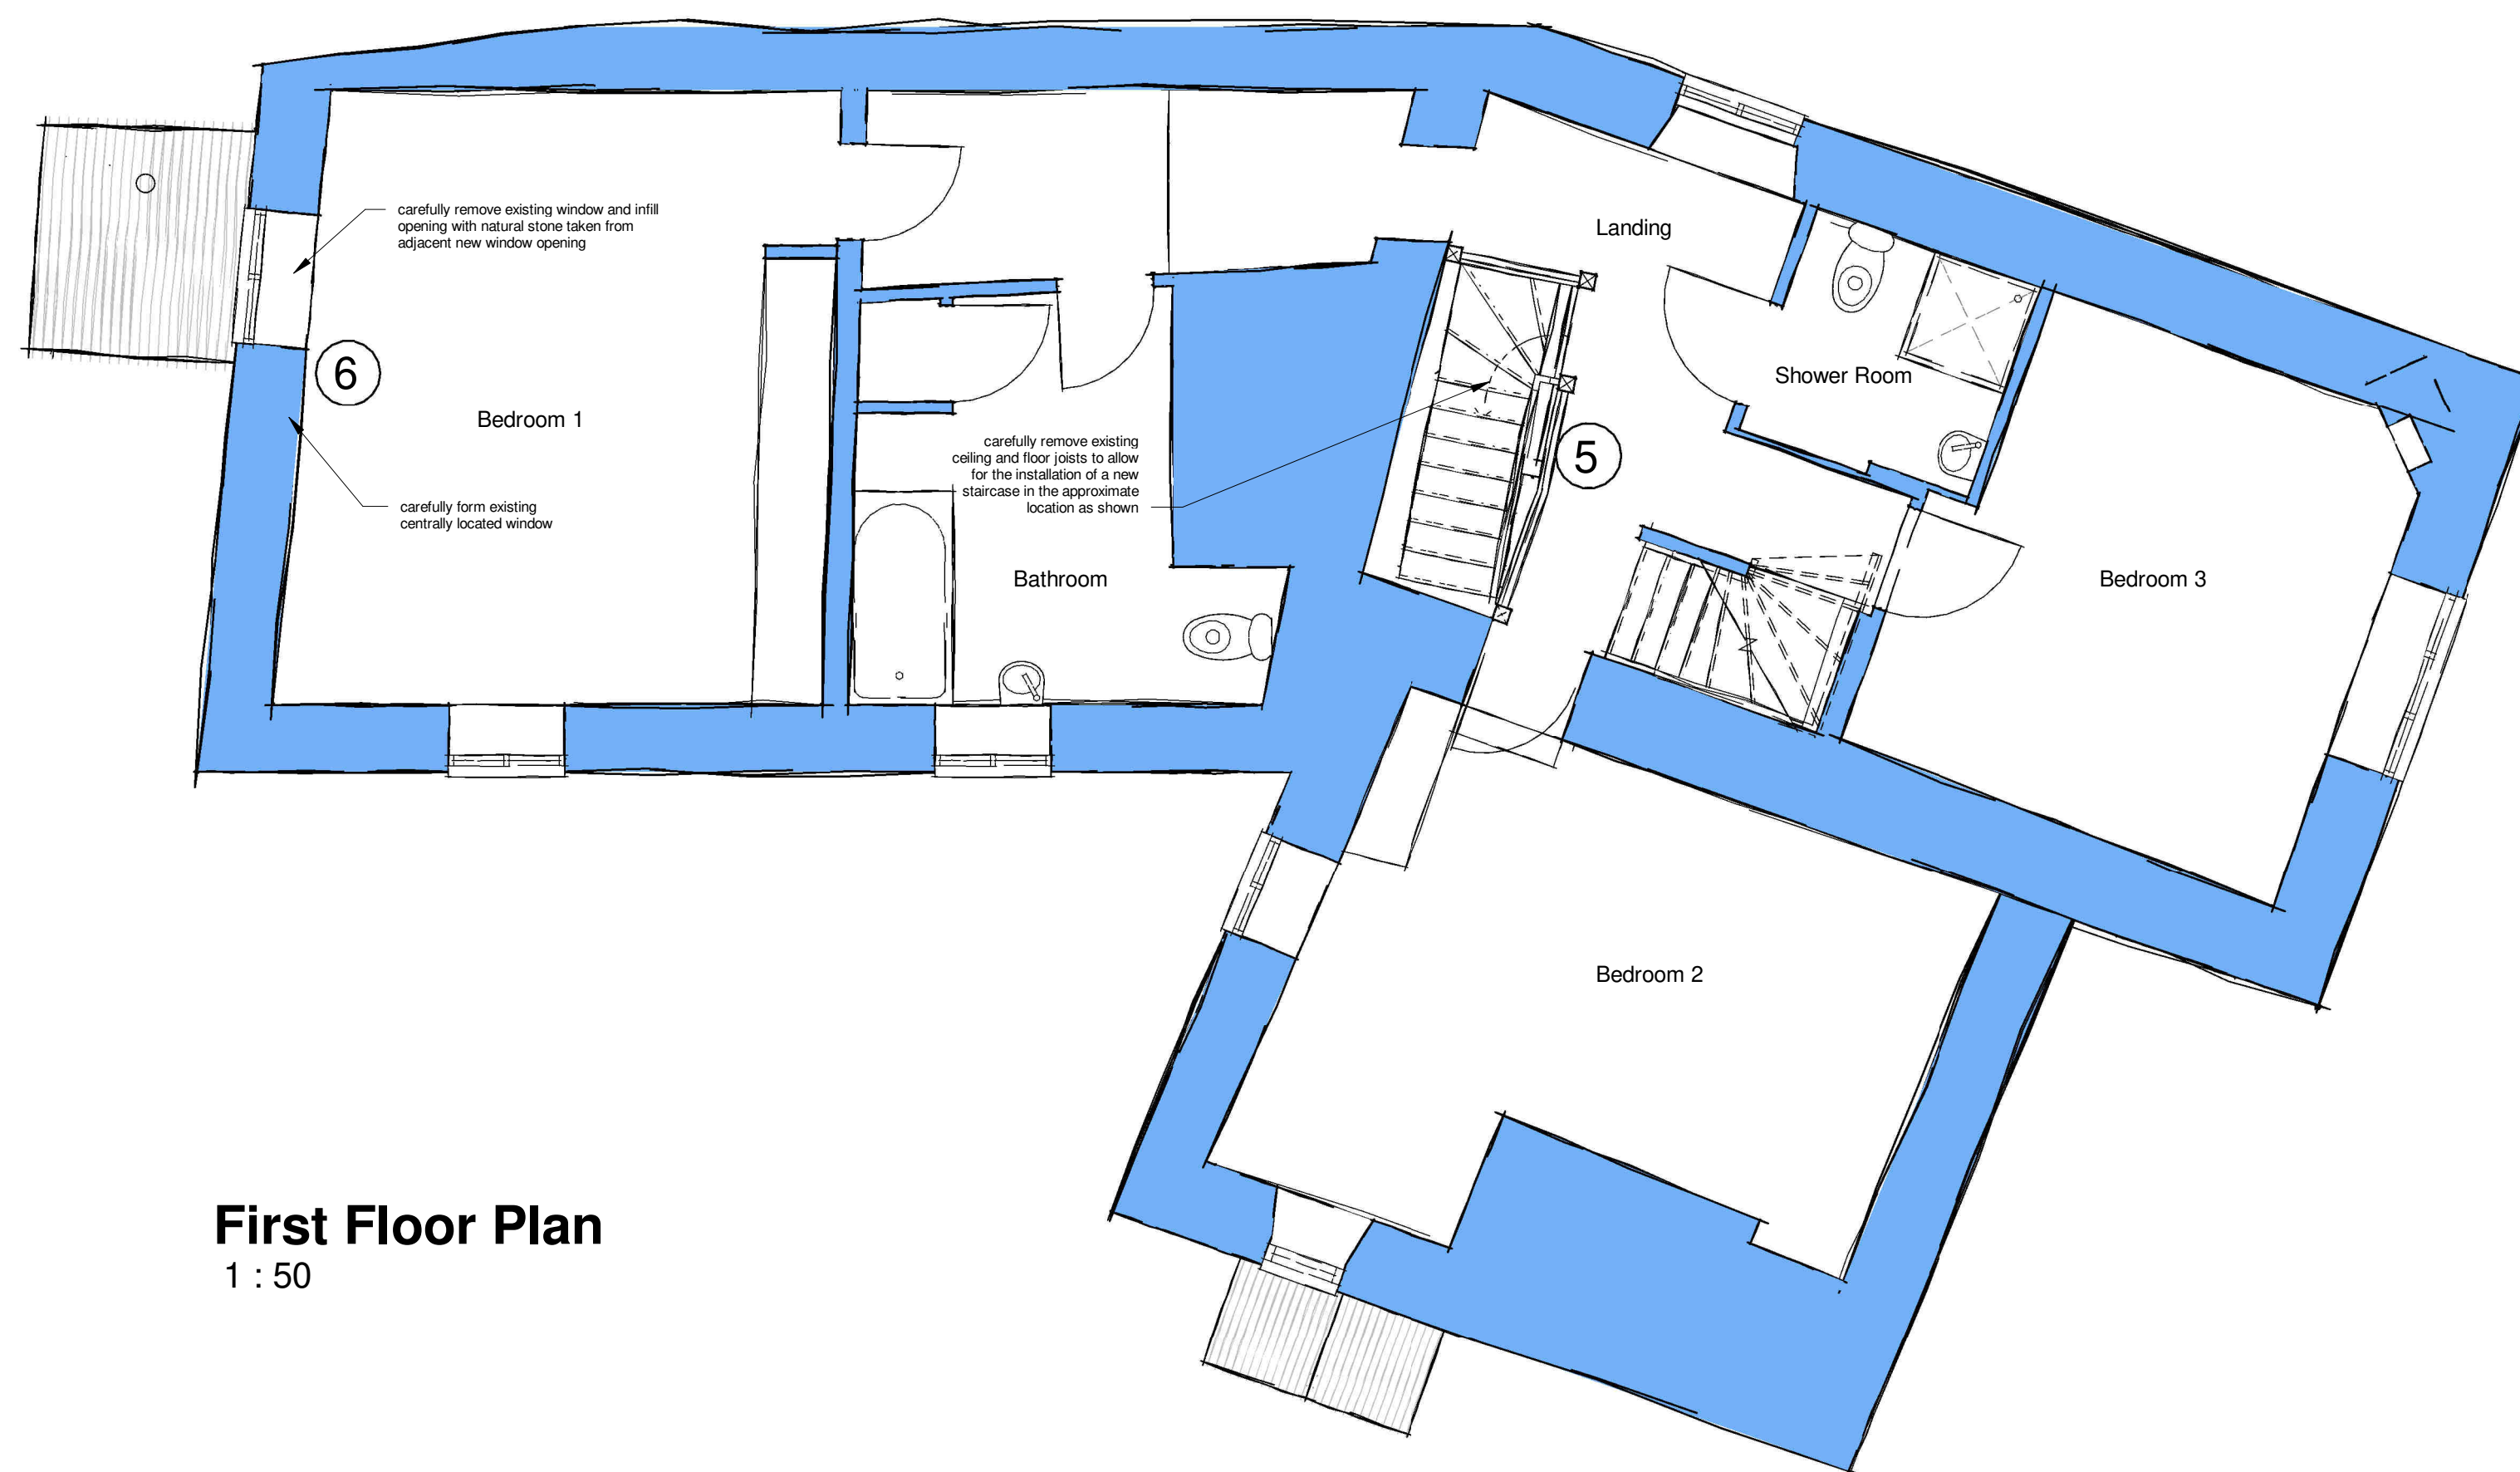 carefully remove existing window and infill
opening with natural stone taken from
adjacent new window opening
Landing
6
Bedroom 1
Shower Room
carefully remove existing
ceiling and floor joists to allow
for the installation of a new
staircase in the approximate
location as shown
5
carefully form existing
centrally located window
Bathroom
Bedroom 3
Bedroom 2
First Floor Plan
1 : 50